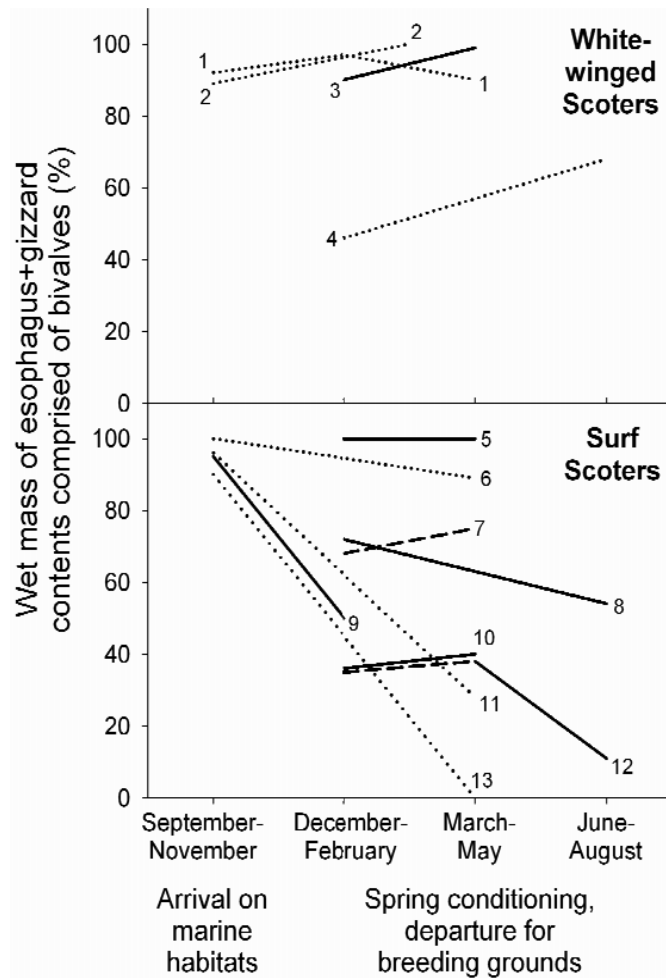 Wet mass of esophagus+gizzard
contents comprised of bivalves (%)
White-
winged
Scoters
100
80
60
40
20
0
1
2
2
3
1
4
Surf
Scoters
100
80
60
40
20
0
5
6
7
8
9
10
11
12
13
September-
November
December-
February
March-
May
June-
August
Arrival on
marine
habitats
Spring conditioning,
departure for
breeding grounds